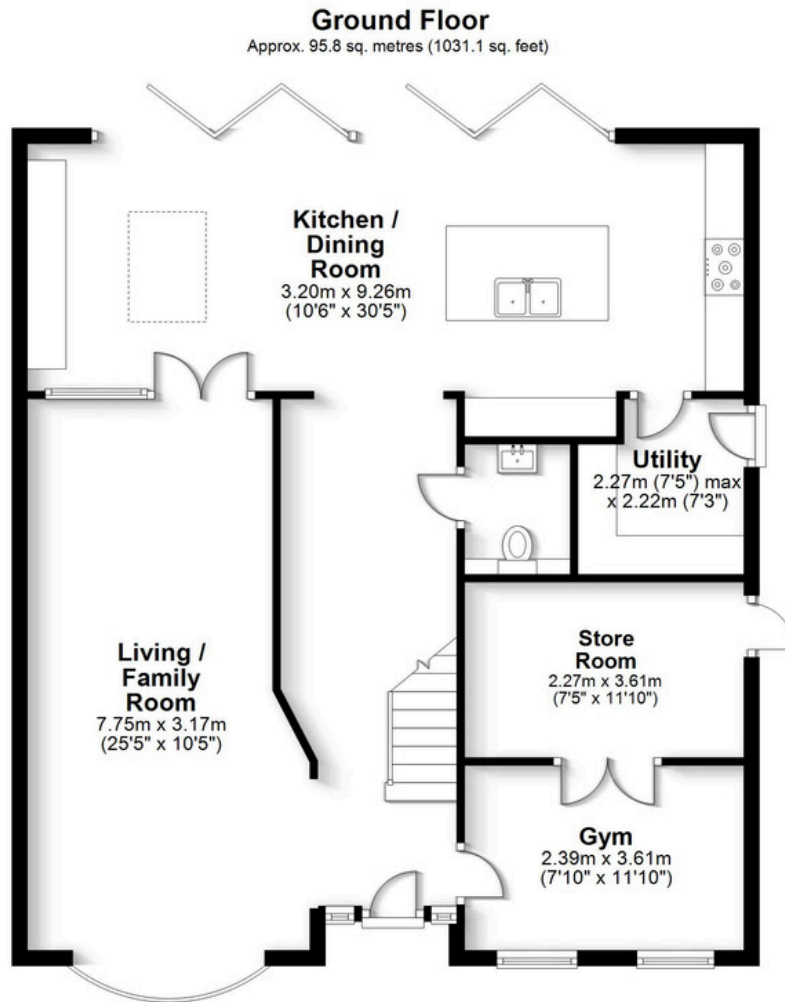 Ground Floor
Approx. 95.8 sq. metres (1031.1 sq. feet)
Kitchen /
Dining
Room
3.20m x 9.26m
(10'6" x 30'5")
Utility
2.27m (7'5") max
x 2.22m (7'3")
Living /
Family
Room
7.75m x 3.17m
(25'5" x 10'5")
Store
Room
2.27m x 3.61m
(7'5" x 11'10")
Gym
2.39m x 3.61m
(7'10" x 11'10")